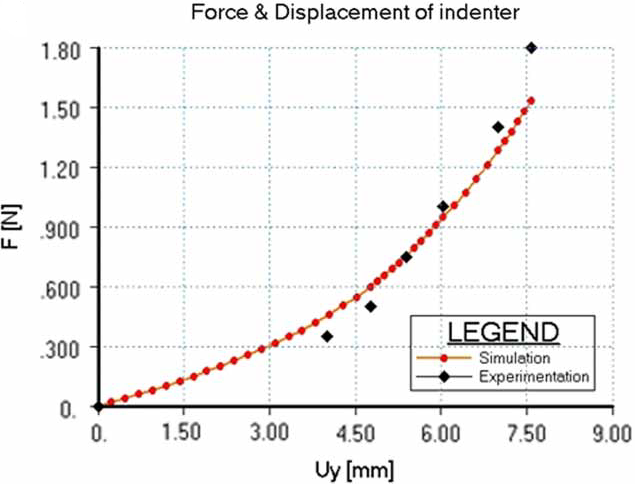 Force & Displacement of indenter
1.80
1.50
1.20
.900
.600
.300
0.
F [N]
0.
1.50
3.00
4.50
6.00
7.50
9.00
Uy [mm]
LEGEND
Simulation
Experimentation